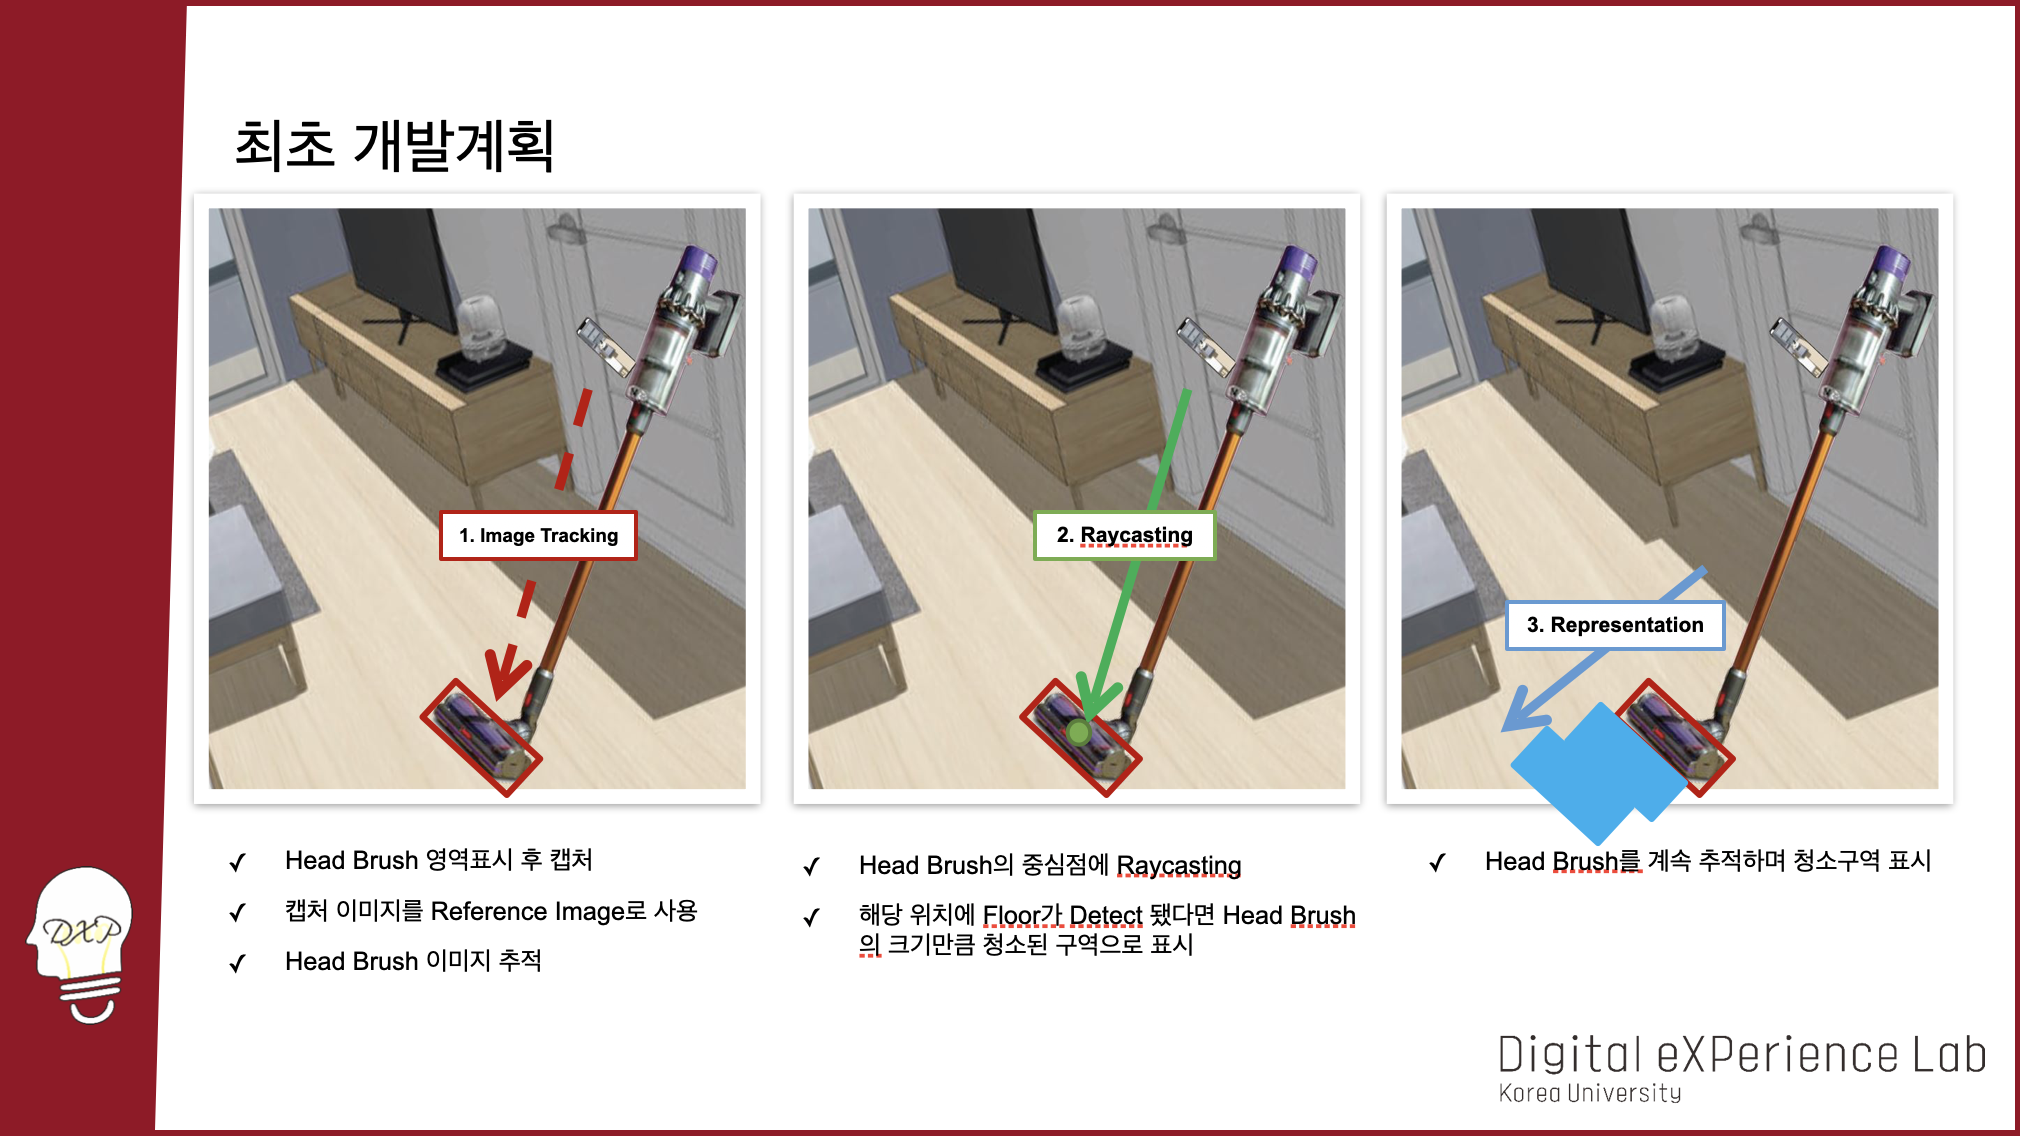 최초 개발계획
1. Image Tracking
2. Raycasting
3. Representation
✓ Head Brush 영역표시 후 캡처
✓ 캡처 이미지를 Reference Image로 사용
✓ Head Brush 이미지 추적
✓ Head Brush의 중심점에 Raycasting
✓ 해당 위치에 Floor가 Detect 됐다면 Head Brush
의 크기만큼 청소된 구역으로 표시
✓ Head Brush를 계속 추적하며 청소구역 표시
DXP
Digital eXPerience Lab
Korea University